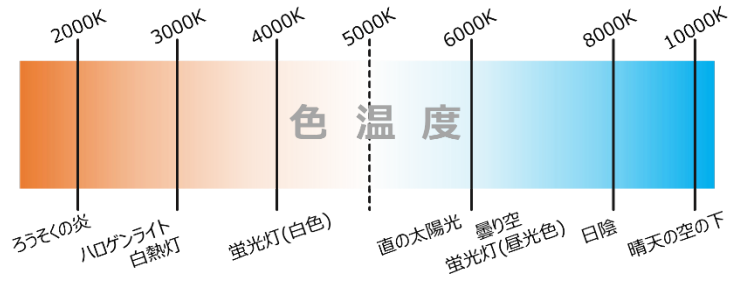 2000K
3000K
4000K
5000K
6000K
8000K
10000K
色温度
ろうそくの炎
ハロゲンライト
白熱灯
蛍光灯(白色)
直の太陽光
曇り空
蛍光灯(昼光色)
日陰
晴天の空の下